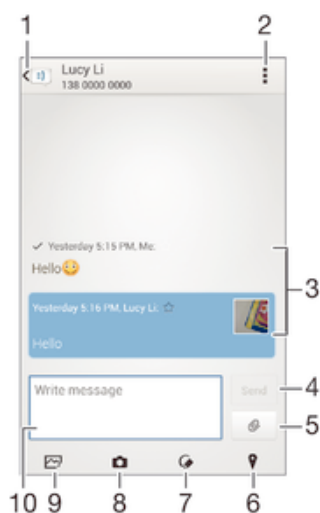 1 2
Lucy Li
138 0000 0000
Yesterday 5:15 PM, Me:
Hello😳
3
Yesterday 5:16 PM, Lucy Li:
Hello
Write message
Send
4
5
10 9 8 7 6